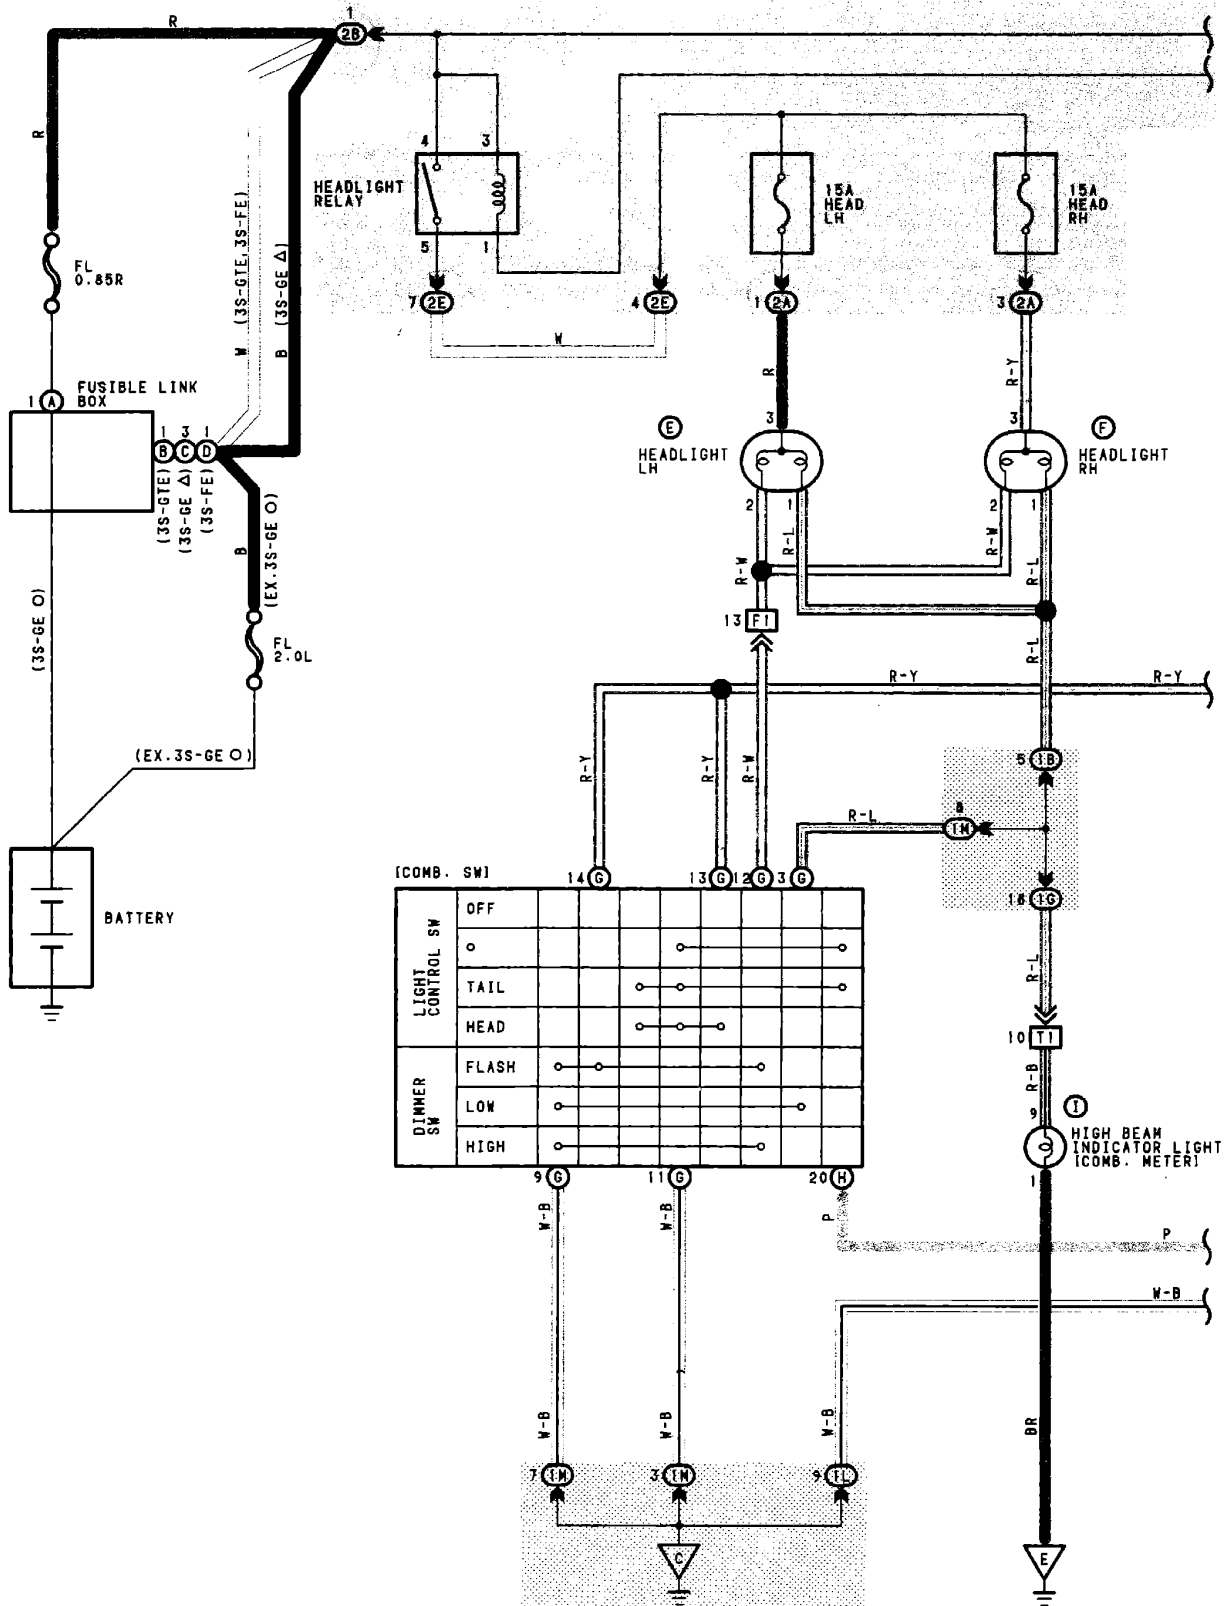 R
1
2B
R
4 3
HEADLIGHT
RELAY
5 1
15A
HEAD
LH
15A
HEAD
RH
FL
0.85R
W (3S-GTE,3S-FE)
B (3S-GE △)
7 2E
4 2E
1 2A
3 2A
W
R
R-Y
1 A
FUSIBLE LINK
BOX
1 3 1
B C D
(3S-GTE)
(3S-GE △)
(3S-FE)
3
E
HEADLIGHT
LH
3
F
HEADLIGHT
RH
2 1
2 1
B
(EX.3S-GE O)
R-W
R-L
R-W
R-L
(3S-GE O)
13 F1
FL
2.0L
R-L
R-Y
R-Y
(EX.3S-GE O)
R-Y
R-Y
R-W
5 1B
8
R-L
1M
[COMB. SW]
14 G
13 G
12 G
3 G
18 1G
BATTERY
LIGHT
CONTROL SW
OFF
TAIL
HEAD
DIMMER
SW
FLASH
LOW
HIGH
R-L
10 T1
R-B
9
I
HIGH BEAM
INDICATOR LIGHT
[COMB. METER]
1
9 G
11 G
20 H
W-B
W-B
P
P
W-B
W-B
W-B
W-B
BR
7 1M
3 1M
9 1L
C
E